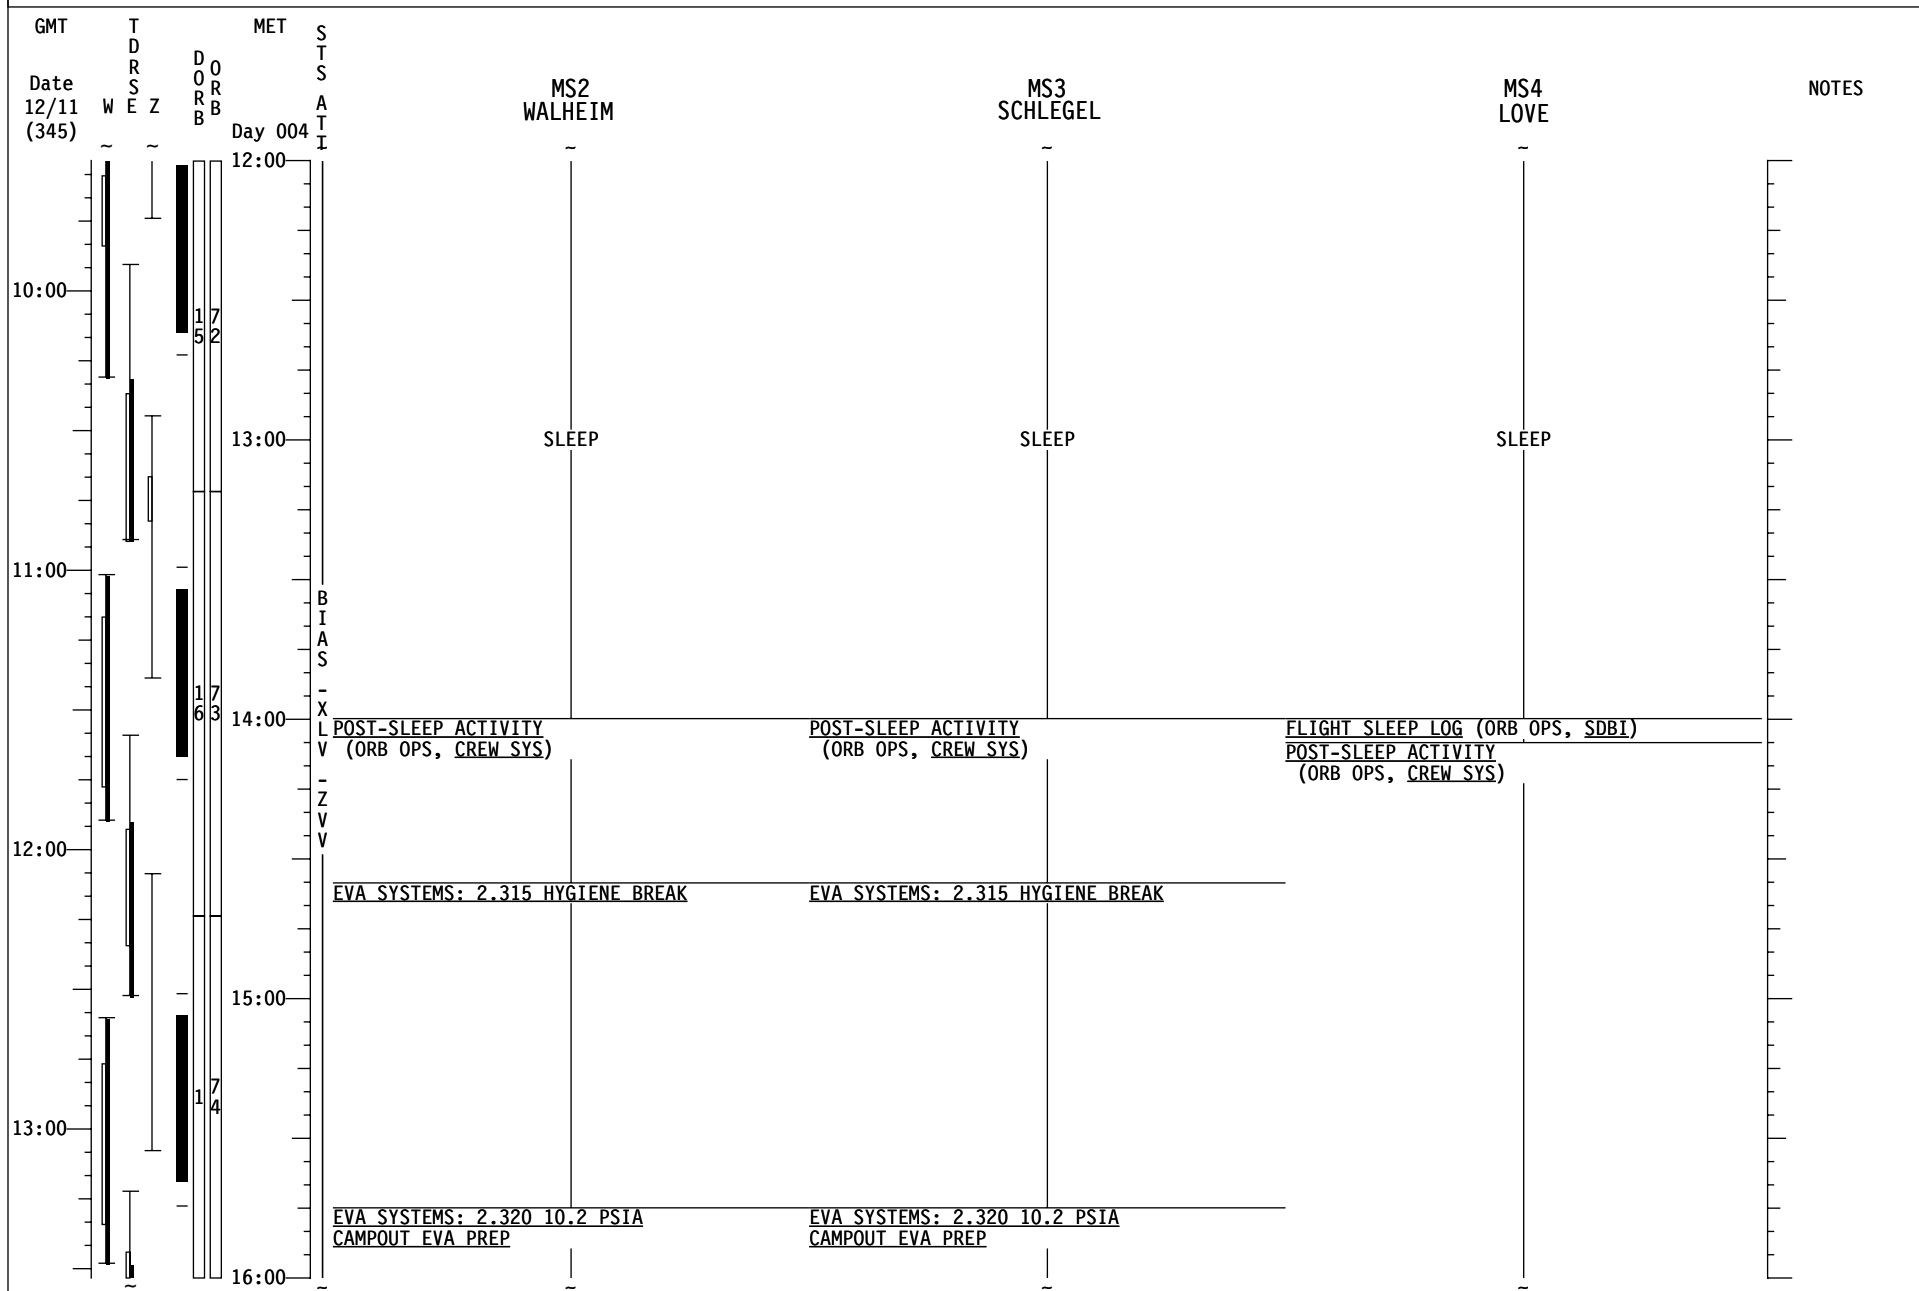 GMT
TDRS
MET
STS ATT
Date
12/11
(345)
W E Z
DORB
ORB
Day 004
MS2
WALHEIM
MS3
SCHLEGEL
MS4
LOVE
NOTES
~ ~ ~ ~ ~
12:00
10:00
175
72
13:00
SLEEP SLEEP SLEEP
11:00
BIAS -XLV -ZVV
176
73
14:00
POST-SLEEP ACTIVITY
(ORB OPS, CREW SYS)
POST-SLEEP ACTIVITY
(ORB OPS, CREW SYS)
FLIGHT SLEEP LOG (ORB OPS, SDBI)
POST-SLEEP ACTIVITY
(ORB OPS, CREW SYS)
12:00
EVA SYSTEMS: 2.315 HYGIENE BREAK
EVA SYSTEMS: 2.315 HYGIENE BREAK
15:00
1
74
13:00
EVA SYSTEMS: 2.320 10.2 PSIA
CAMPOUT EVA PREP
EVA SYSTEMS: 2.320 10.2 PSIA
CAMPOUT EVA PREP
16:00
~ ~ ~ ~ ~